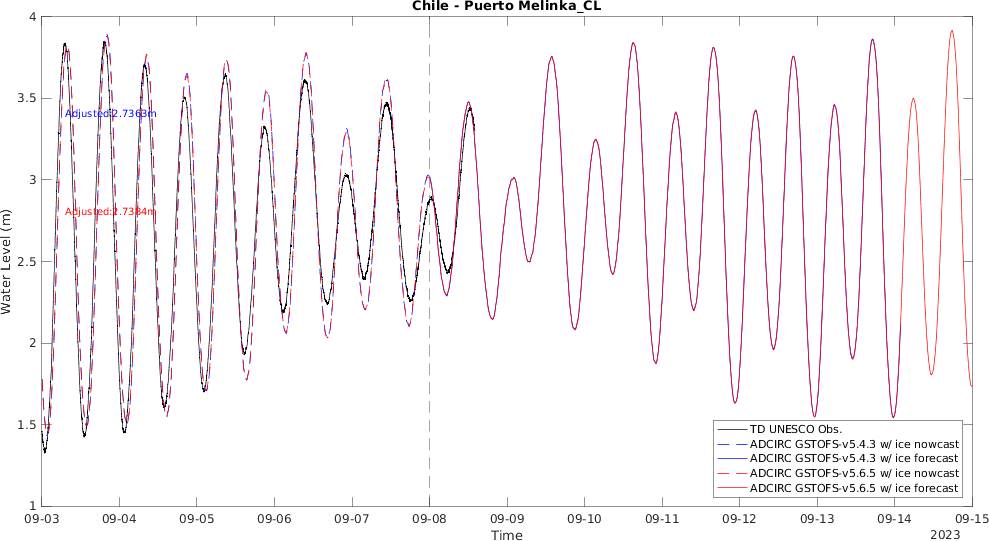 Chile - Puerto Melinka_CL
4
3.5
3
2.5
2
1.5
1
Water Level (m)
Adjusted:2.7363m
Adjusted:2.7384m
TD UNESCO Obs.
ADCIRC GSTOFS-v5.4.3 w/ ice nowcast
ADCIRC GSTOFS-v5.4.3 w/ ice forecast
ADCIRC GSTOFS-v5.6.5 w/ ice nowcast
ADCIRC GSTOFS-v5.6.5 w/ ice forecast
09-03 09-04 09-05 09-06 09-07 09-08 09-09 09-10 09-11 09-12 09-13 09-14 09-15
Time
2023